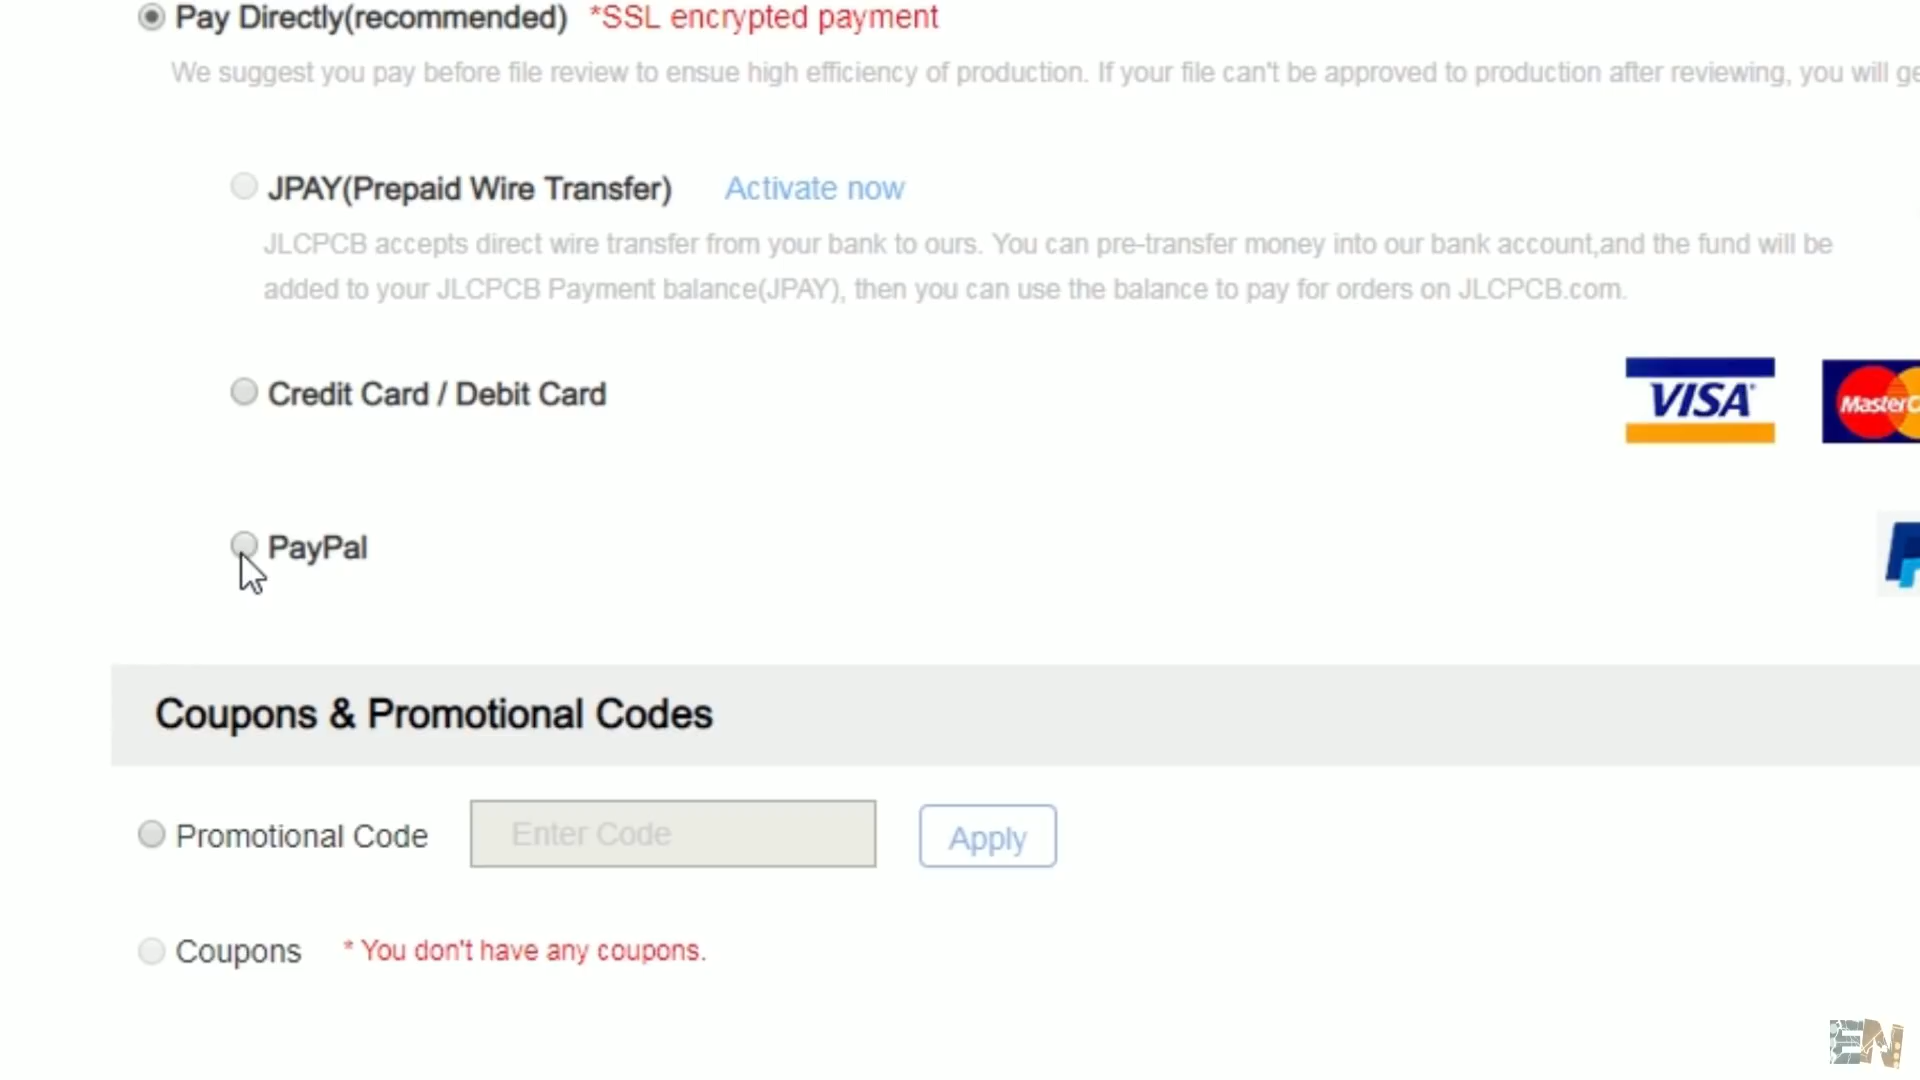 Pay Directly(recommended) *SSL encrypted payment
We suggest you pay before file review to ensue high efficiency of production. If your file can't be approved to production after reviewing, you will ge
JPAY(Prepaid Wire Transfer) Activate now
JLCPCB accepts direct wire transfer from your bank to ours. You can pre-transfer money into our bank account,and the fund will be
added to your JLCPCB Payment balance(JPAY), then you can use the balance to pay for orders on JLCPCB.com.
Credit Card / Debit Card VISA MasterC
PayPal
Coupons & Promotional Codes
Promotional Code Enter Code Apply
Coupons * You don't have any coupons.
EN